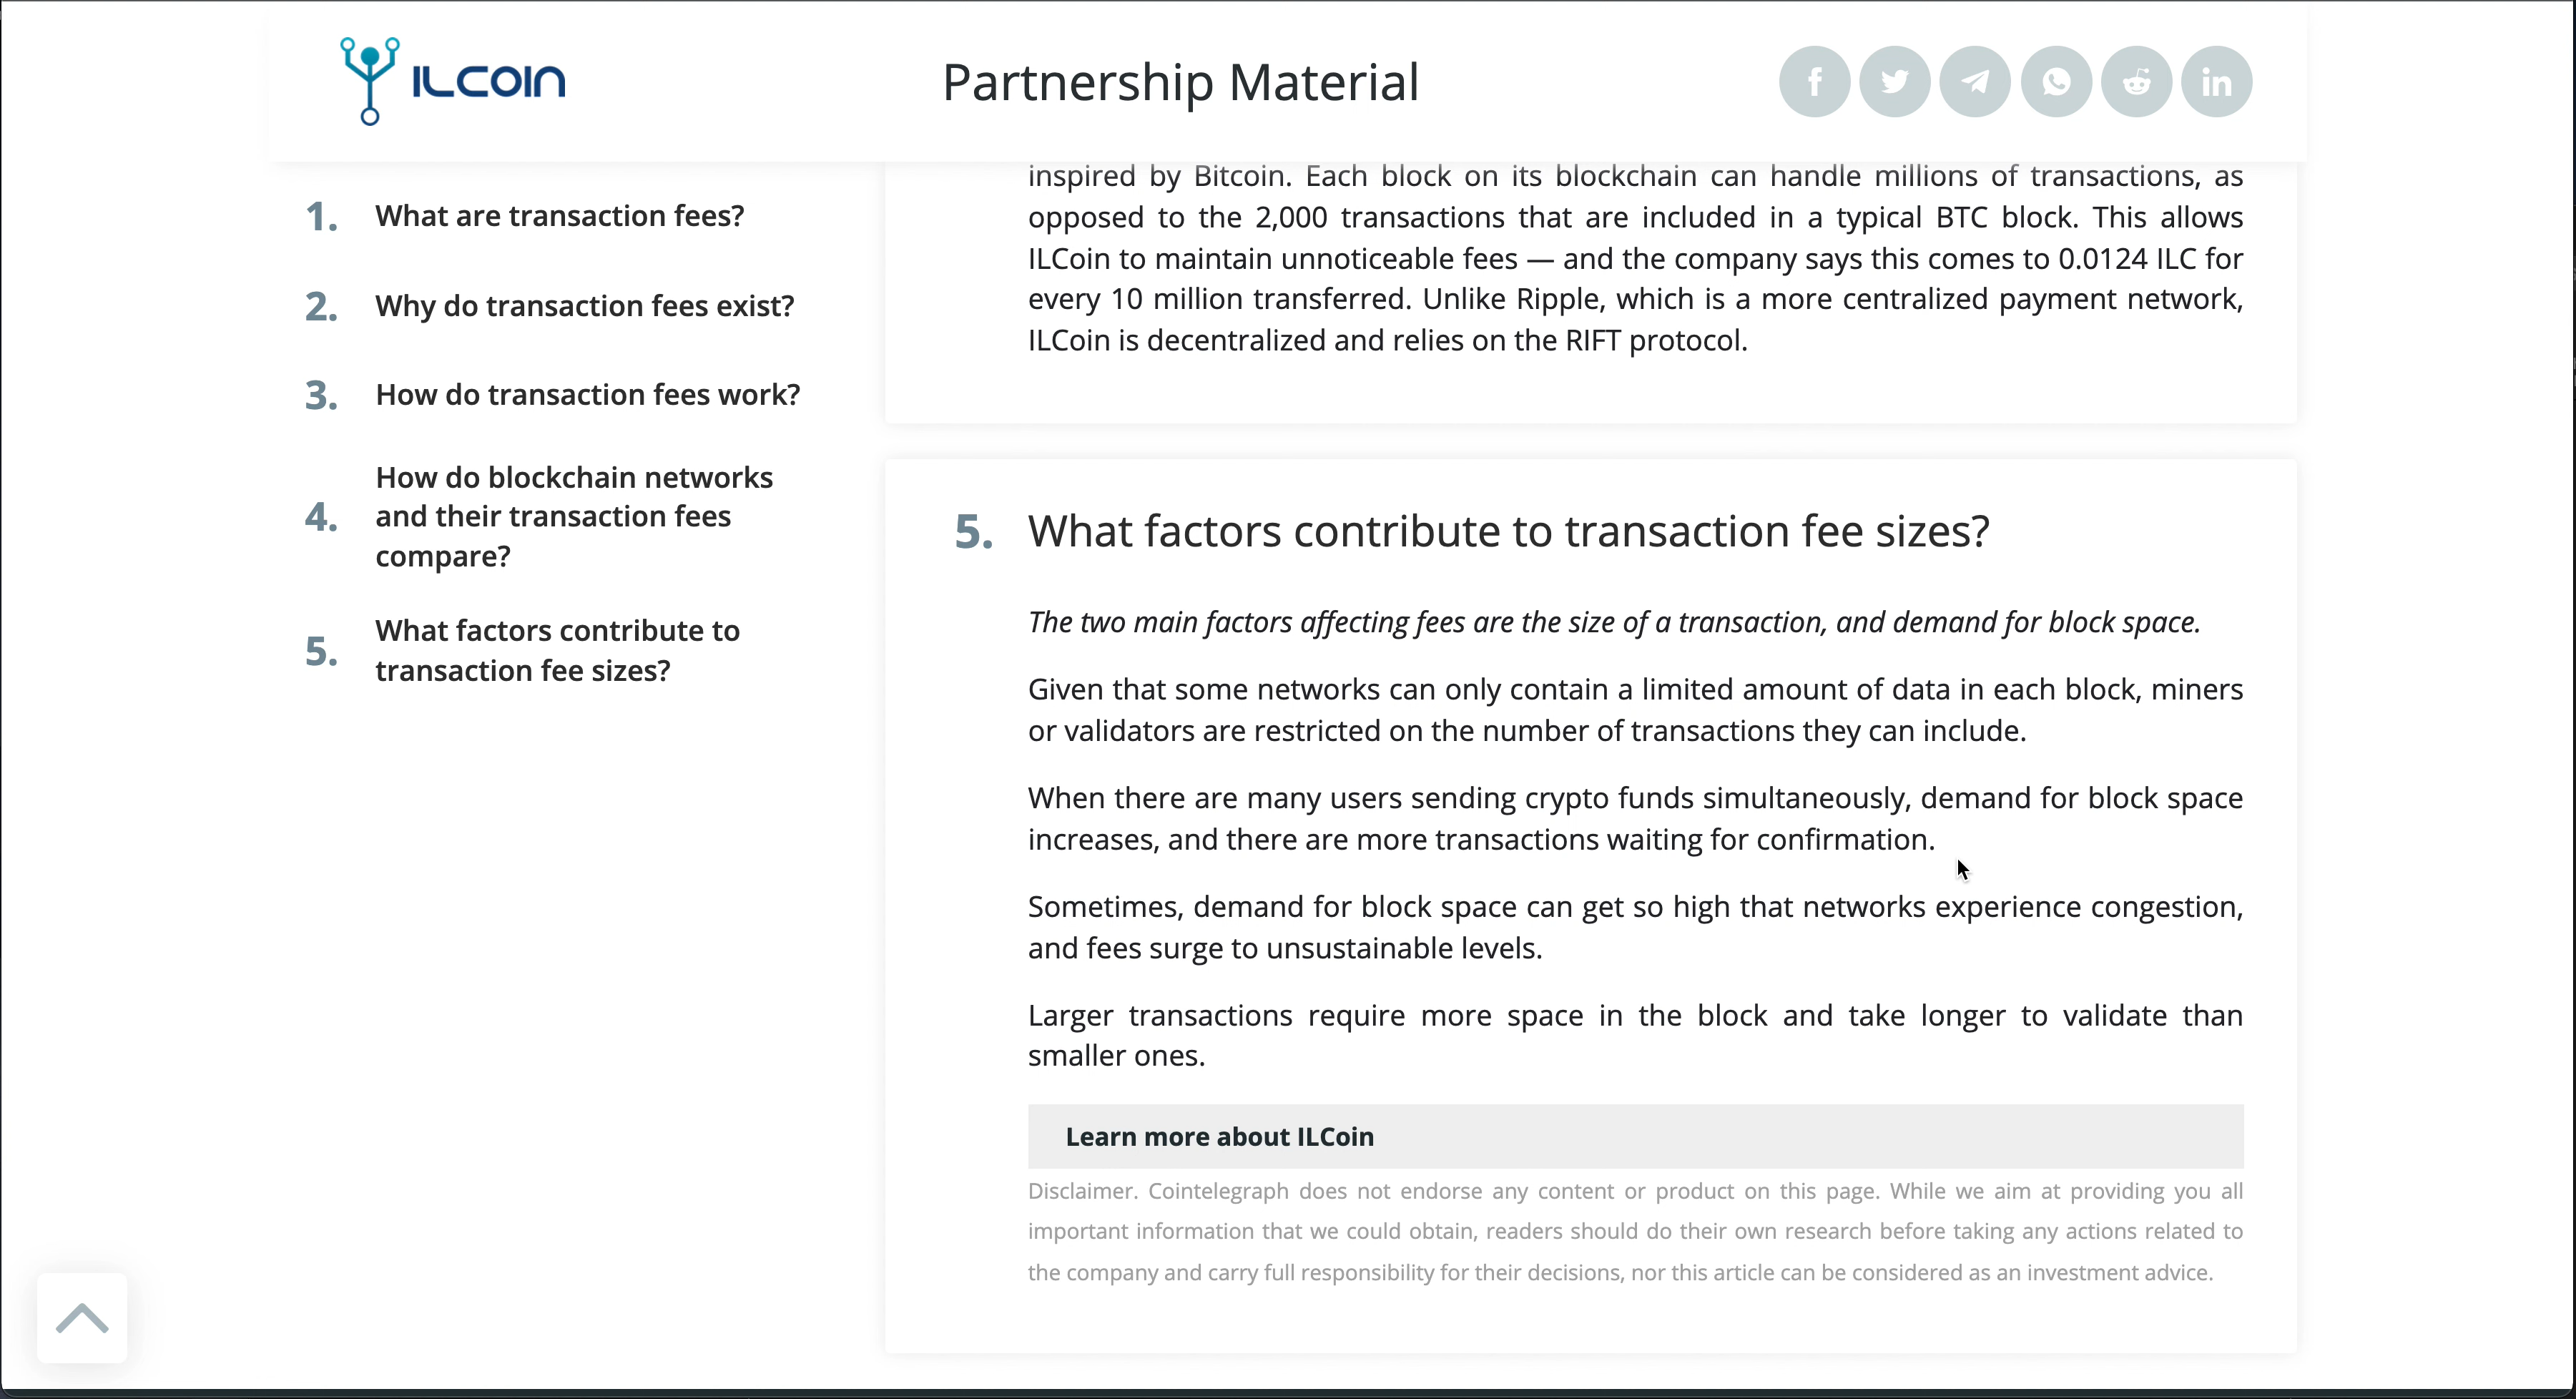 ILCOIN
Partnership Material
1. What are transaction fees?
2. Why do transaction fees exist?
3. How do transaction fees work?
4. How do blockchain networks
and their transaction fees
compare?
5. What factors contribute to
transaction fee sizes?
inspired by Bitcoin. Each block on its blockchain can handle millions of transactions, as
opposed to the 2,000 transactions that are included in a typical BTC block. This allows
ILCoin to maintain unnoticeable fees — and the company says this comes to 0.0124 ILC for
every 10 million transferred. Unlike Ripple, which is a more centralized payment network,
ILCoin is decentralized and relies on the RIFT protocol.
5. What factors contribute to transaction fee sizes?
The two main factors affecting fees are the size of a transaction, and demand for block space.
Given that some networks can only contain a limited amount of data in each block, miners
or validators are restricted on the number of transactions they can include.
When there are many users sending crypto funds simultaneously, demand for block space
increases, and there are more transactions waiting for confirmation.
Sometimes, demand for block space can get so high that networks experience congestion,
and fees surge to unsustainable levels.
Larger transactions require more space in the block and take longer to validate than
smaller ones.
Learn more about ILCoin
Disclaimer. Cointelegraph does not endorse any content or product on this page. While we aim at providing you all
important information that we could obtain, readers should do their own research before taking any actions related to
the company and carry full responsibility for their decisions, nor this article can be considered as an investment advice.